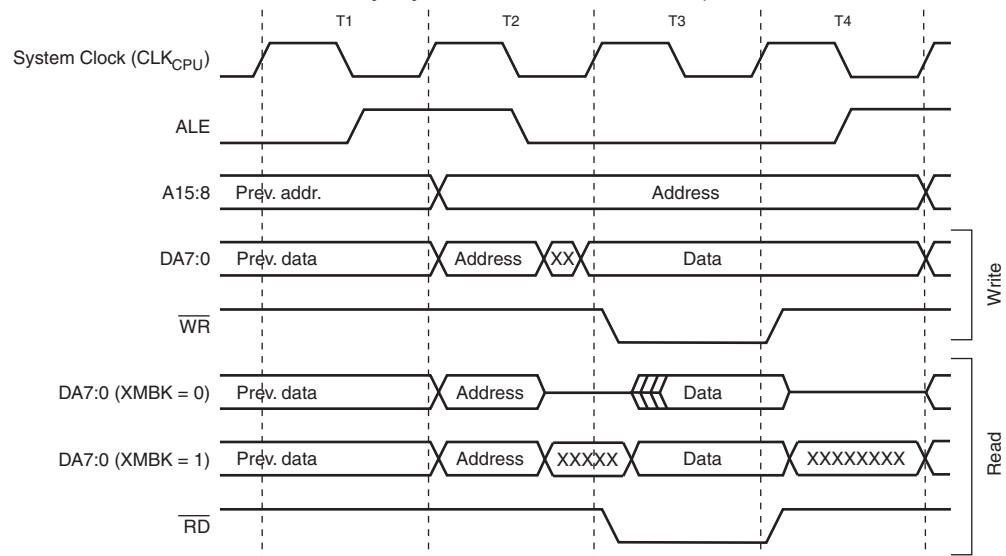 T1 T2 T3 T4
System Clock (CLKCPU)
ALE
A15:8 Prev. addr. Address
DA7:0 Prev. data Address XX Data
WR
Write
DA7:0 (XMBK = 0) Prev. data Address Data
DA7:0 (XMBK = 1) Prev. data Address XXXXX Data XXXXXXXX
RD
Read